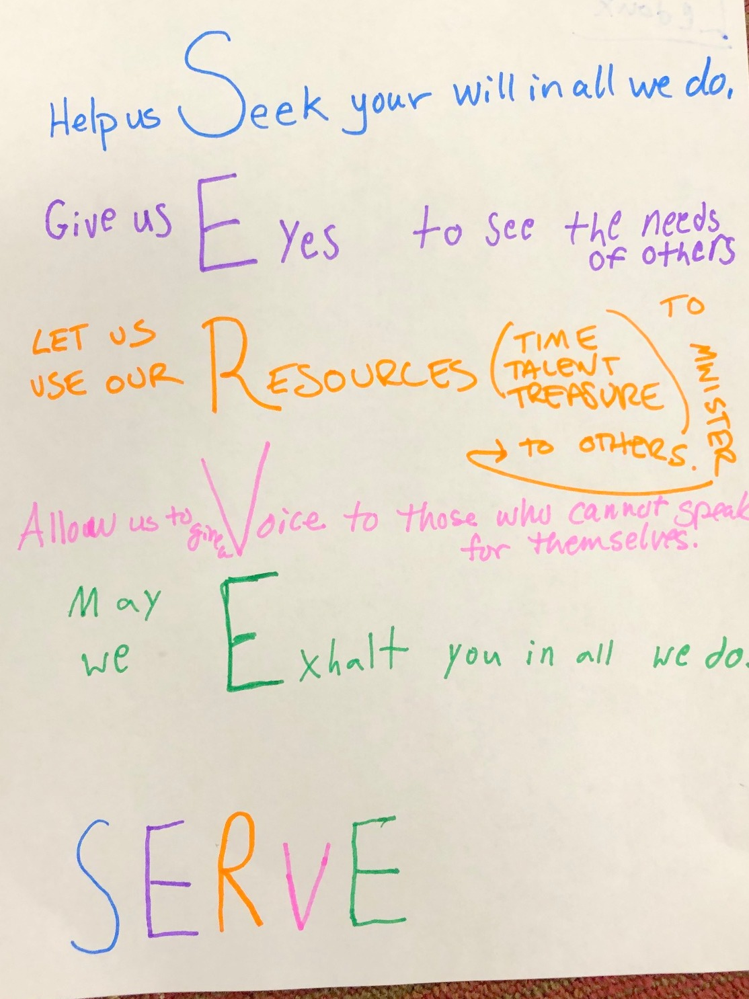 Help us Seek your will in all we do.
Give us Eyes to see the needs
of others
LET US
USE OUR RESOURCES (TIME
TALENT
TREASURE)
TO
MINISTER
TO OTHERS.
Allow us to give a Voice to those who cannot speak
for themselves.
May
we Exhalt you in all we do.
SERVE